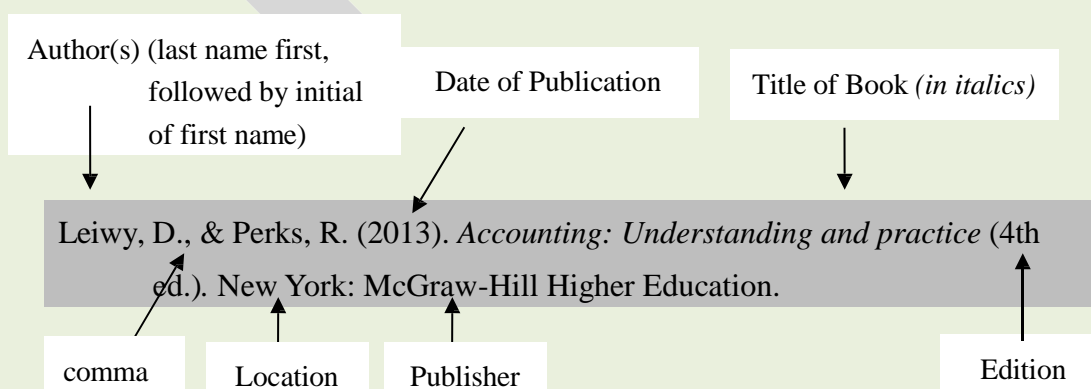 Author(s) (last name first,
followed by initial
of first name)
Date of Publication
Title of Book (in italics)
Leiwy, D., & Perks, R. (2013). Accounting: Understanding and practice (4th
ed.). New York: McGraw-Hill Higher Education.
comma
Location
Publisher
Edition